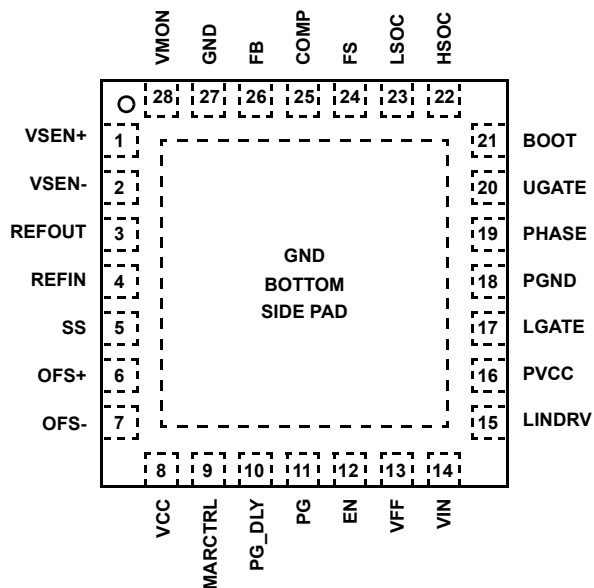 VMON
GND
FB
COMP
FS
LSOC
HSOC
28 27 26 25 24 23 22
VSEN+ 1
VSEN- 2
REFOUT 3
REFIN 4
SS 5
OFS+ 6
OFS- 7
GND
BOTTOM
SIDE PAD
21 BOOT
20 UGATE
19 PHASE
18 PGND
17 LGATE
16 PVCC
15 LINDRV
8 9 10 11 12 13 14
VCC
MARCTRL
PG_DLY
PG
EN
VFF
VIN